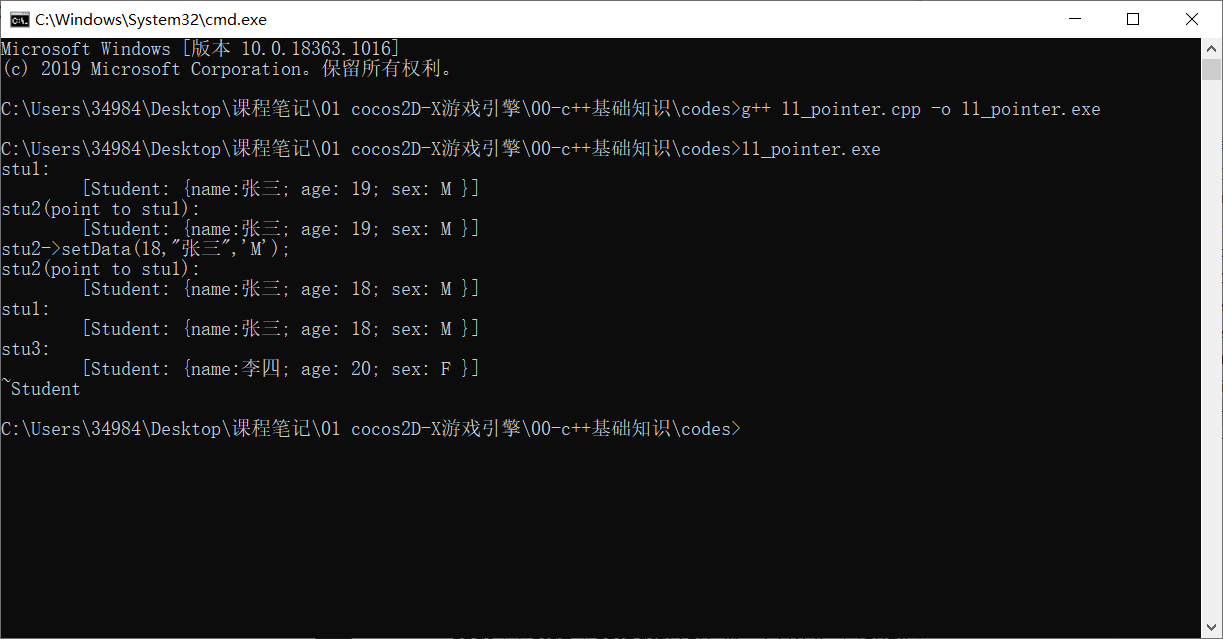 C:\Windows\System32\cmd.exe
Microsoft Windows [版本 10.0.18363.1016]
(c) 2019 Microsoft Corporation。保留所有权利。
C:\Users\34984\Desktop\课程笔记\01 cocos2D-X游戏引擎\00-c++基础知识\codes>g++ 11_pointer.cpp -o 11_pointer.exe
C:\Users\34984\Desktop\课程笔记\01 cocos2D-X游戏引擎\00-c++基础知识\codes>11_pointer.exe
stu1:
[Student: {name:张三; age: 19; sex: M }]
stu2(point to stu1):
[Student: {name:张三; age: 19; sex: M }]
stu2->setData(18,"张三",'M');
stu2(point to stu1):
[Student: {name:张三; age: 18; sex: M }]
stu1:
[Student: {name:张三; age: 18; sex: M }]
stu3:
[Student: {name:李四; age: 20; sex: F }]
~Student
C:\Users\34984\Desktop\课程笔记\01 cocos2D-X游戏引擎\00-c++基础知识\codes>